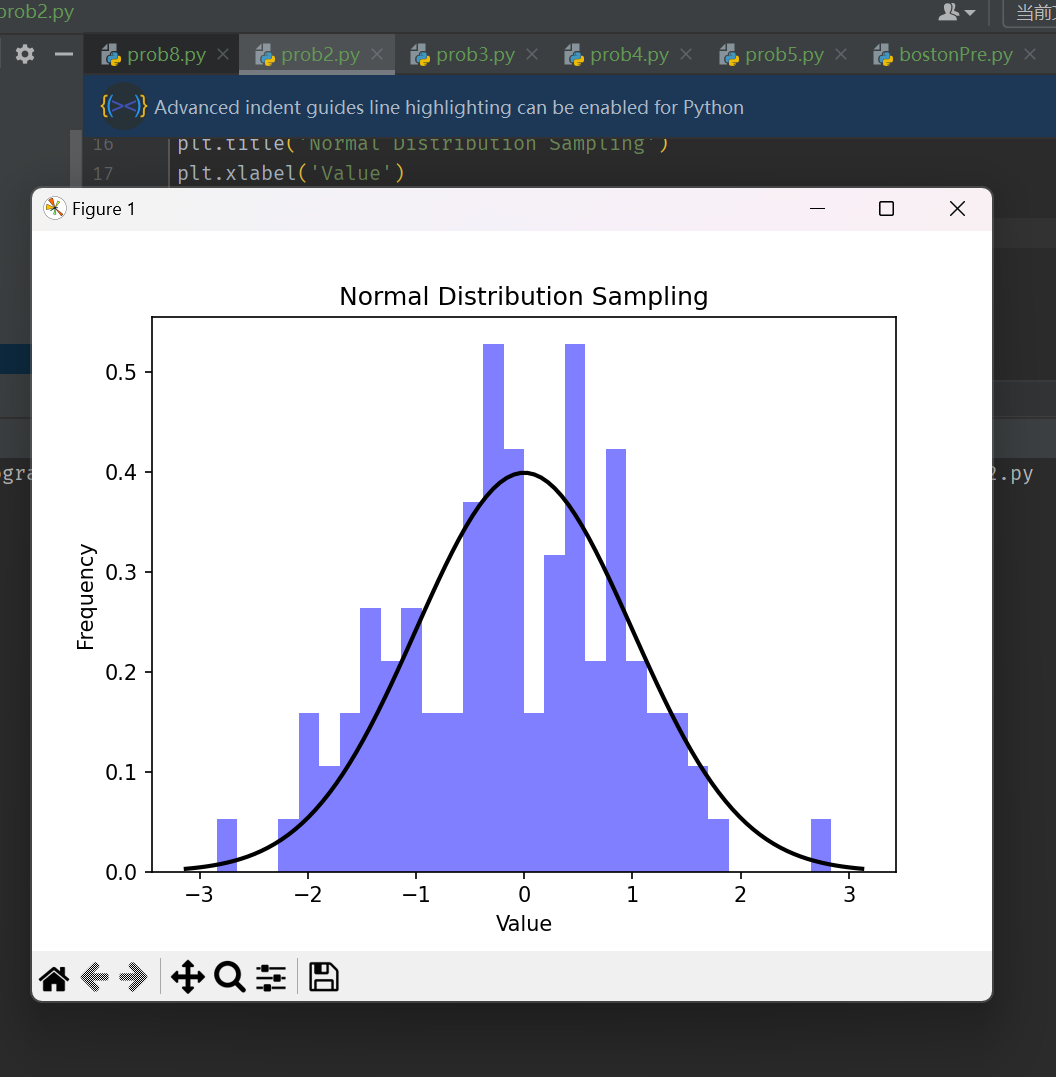 prob2.py
当前文
prob8.py prob2.py prob3.py prob4.py prob5.py bostonPre.py
{(><)} Advanced indent guides line highlighting can be enabled for Python
16 plt.title('Normal Distribution Sampling')
17 plt.xlabel('Value')
Figure 1
Normal Distribution Sampling
0.5
0.4
0.3
0.2
0.1
0.0
Frequency
−3 −2 −1 0 1 2 3
Value
ogra
2.py